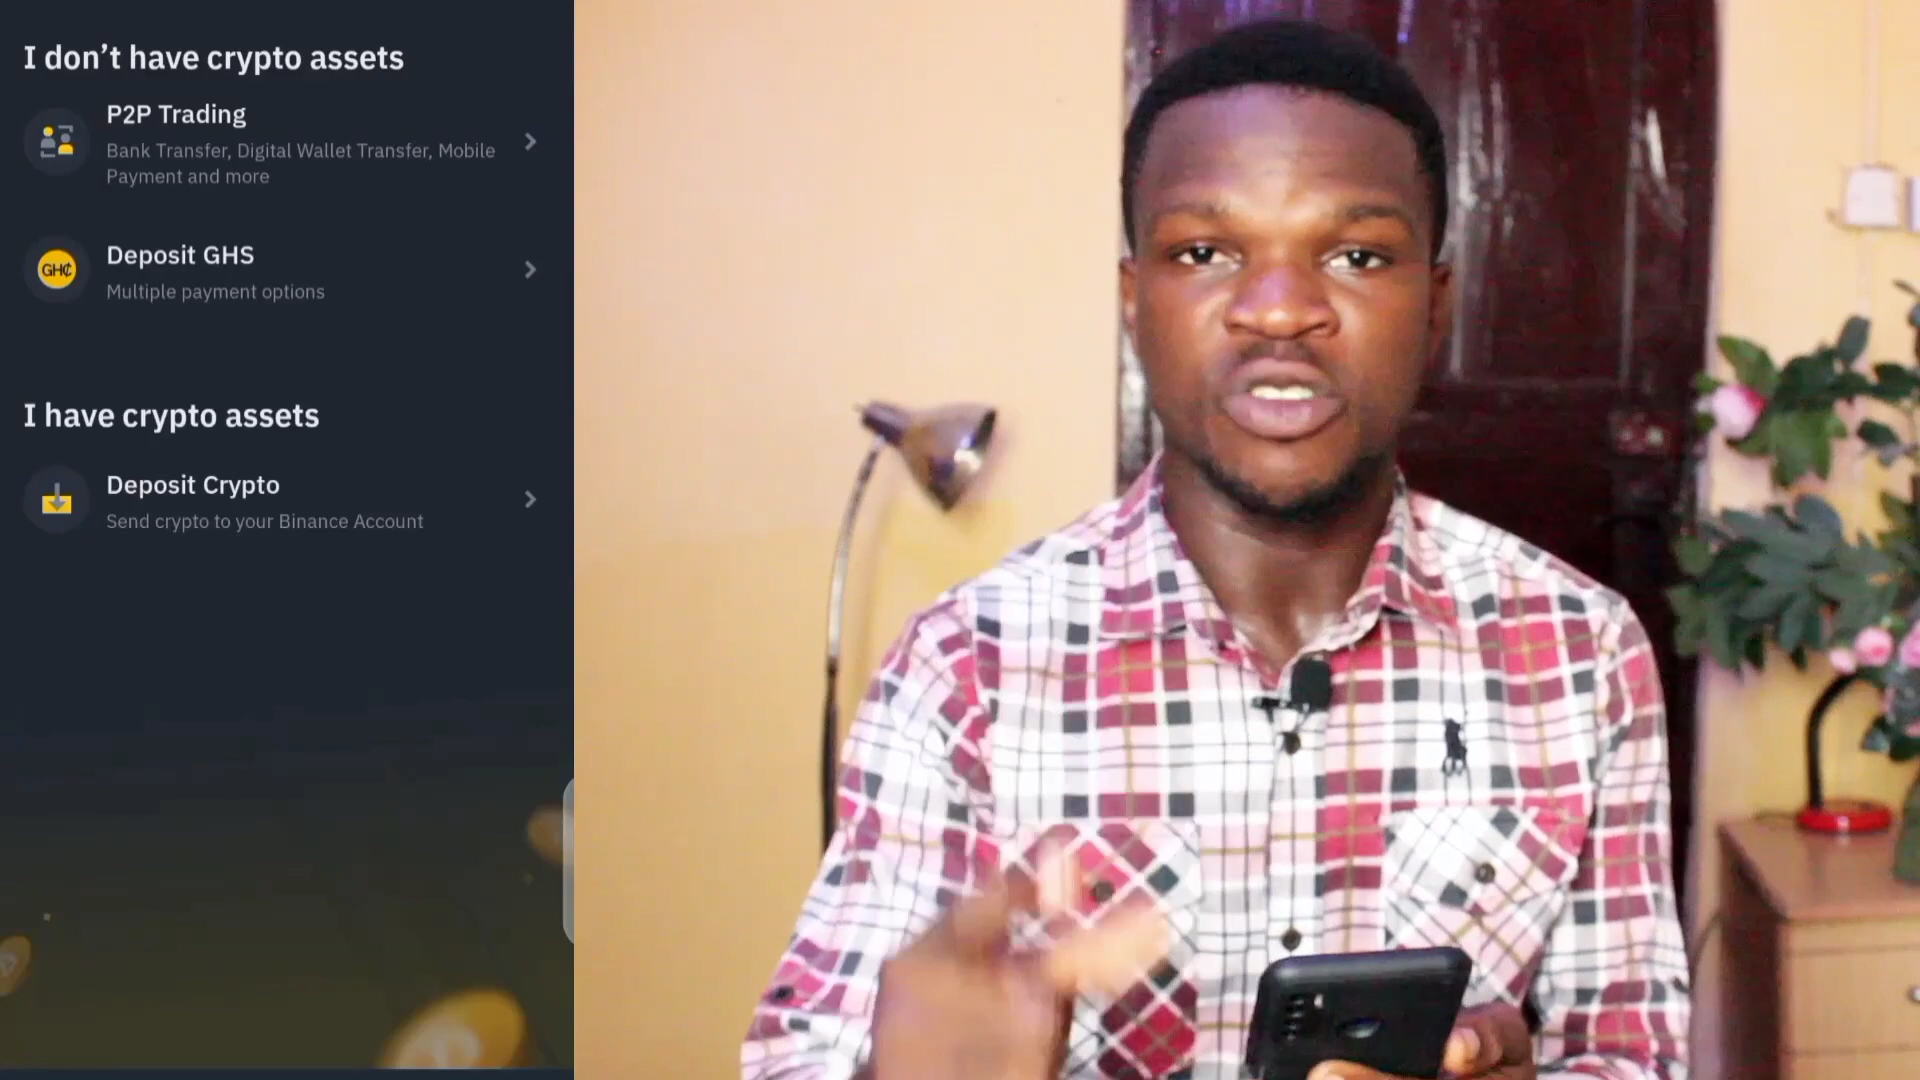 I don’t have crypto assets
P2P Trading
Bank Transfer, Digital Wallet Transfer, Mobile
Payment and more
GH₵
Deposit GHS
Multiple payment options
I have crypto assets
Deposit Crypto
Send crypto to your Binance Account